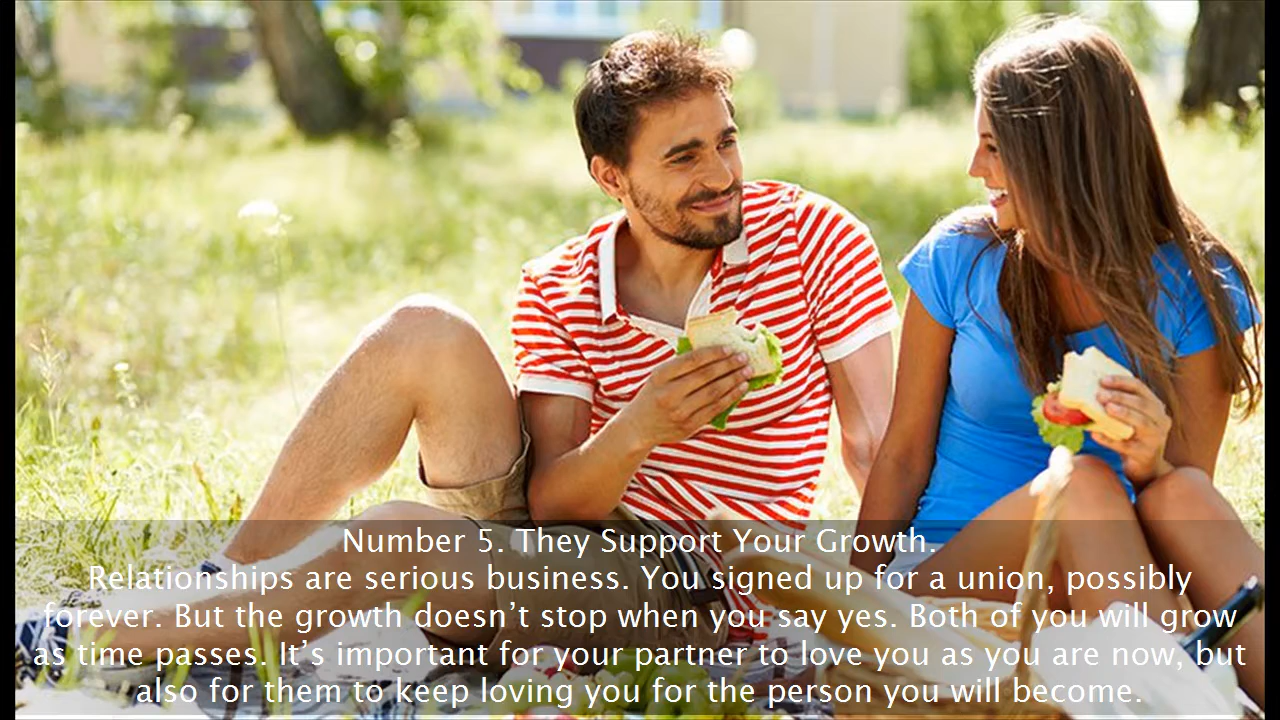 Number 5. They Support Your Growth.
Relationships are serious business. You signed up for a union, possibly
forever. But the growth doesn’t stop when you say yes. Both of you will grow
as time passes. It’s important for your partner to love you as you are now, but
also for them to keep loving you for the person you will become.